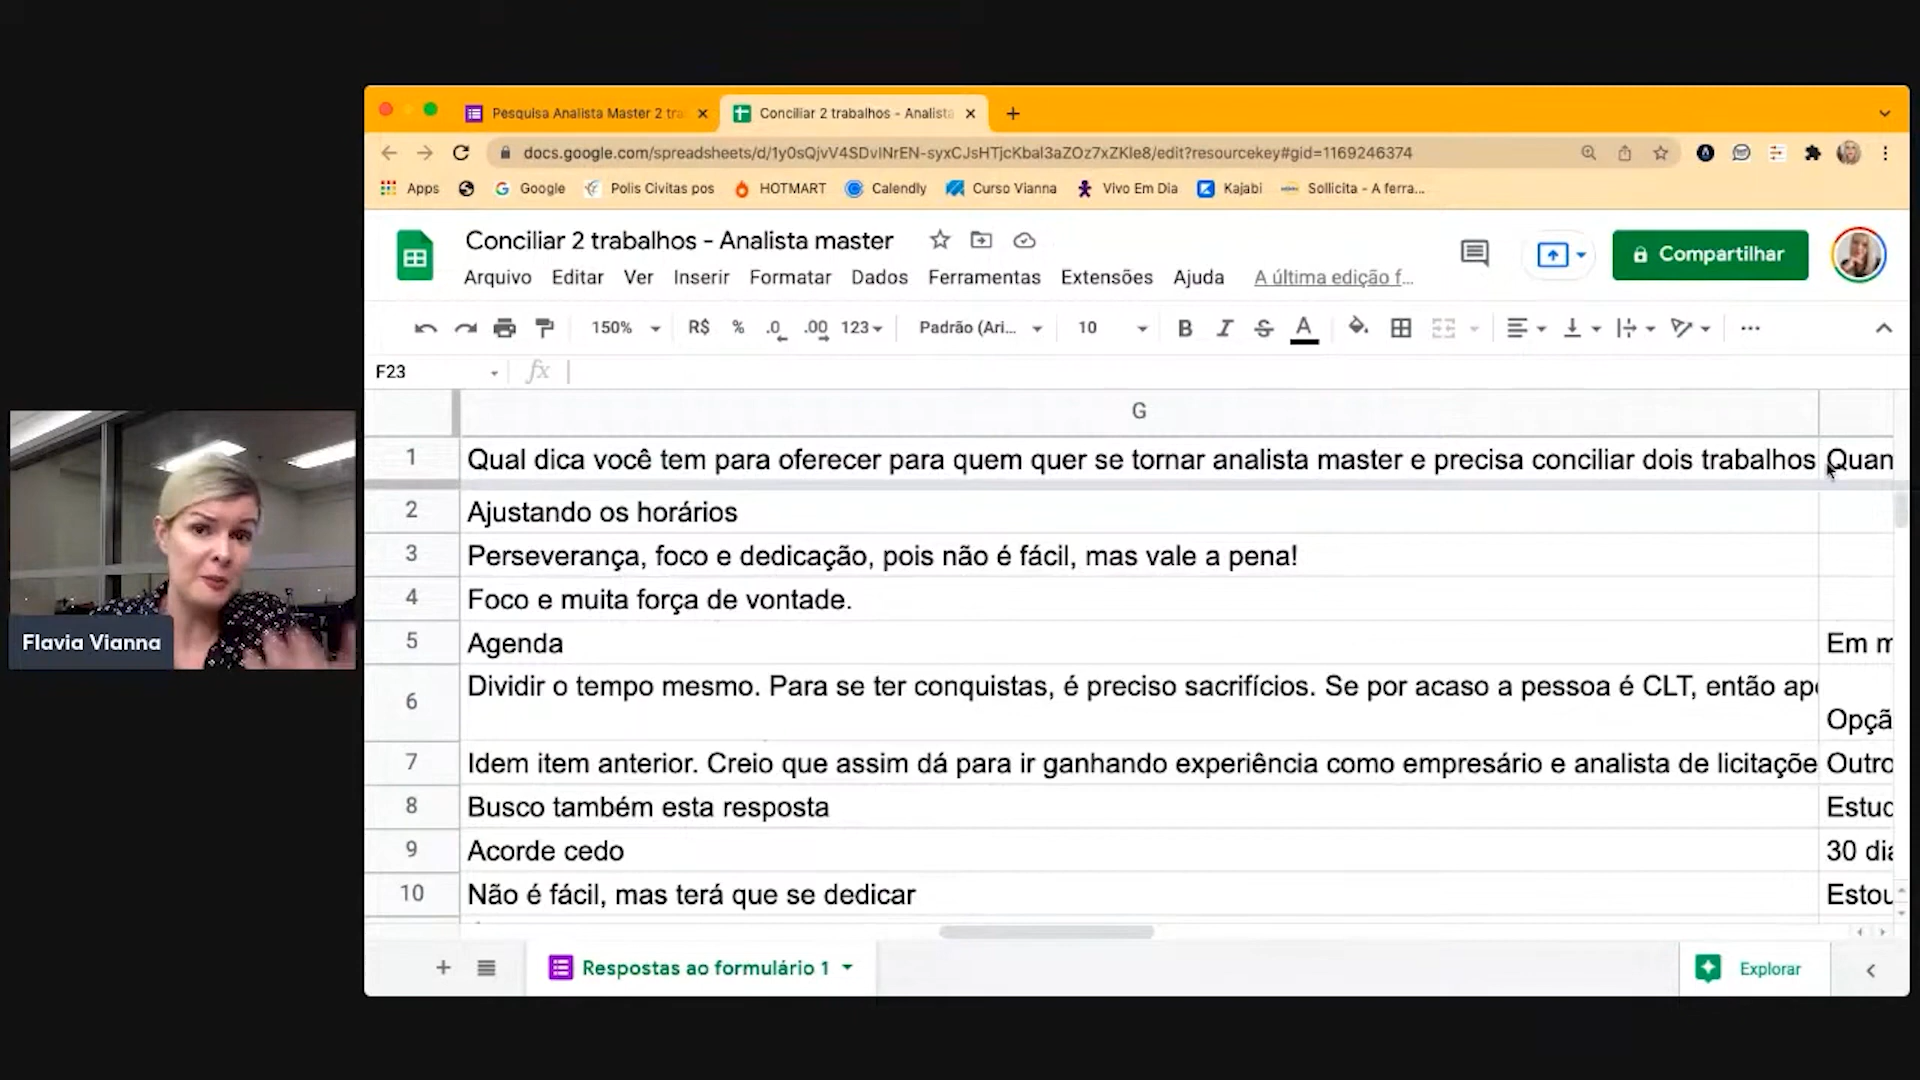 Pesquisa Analista Master 2 tra
Conciliar 2 trabalhos - Analista
docs.google.com/spreadsheets/d/1y0sQjvV4SDvINrEN-syxCJsHTjcKbal3aZOz7xZKIe8/edit?resourcekey#gid=1169246374
Apps
Google
Polis Civitas pos
HOTMART
Calendly
Curso Vianna
Vivo Em Dia
Kajabi
Sollicita - A ferra...
Conciliar 2 trabalhos - Analista master
Compartilhar
Arquivo Editar Ver Inserir Formatar Dados Ferramentas Extensões Ajuda A última edição f...
150% R$ % .0 .00 123 Padrão (Ari... 10 B I S A
F23 fx
G
1 Qual dica você tem para oferecer para quem quer se tornar analista master e precisa conciliar dois trabalhos Quan
2 Ajustando os horários
3 Perseverança, foco e dedicação, pois não é fácil, mas vale a pena!
4 Foco e muita força de vontade.
5 Agenda Em m
6 Dividir o tempo mesmo. Para se ter conquistas, é preciso sacrifícios. Se por acaso a pessoa é CLT, então ap
Opçã
7 Idem item anterior. Creio que assim dá para ir ganhando experiência como empresário e analista de licitaçõe Outro
8 Busco também esta resposta Estud
9 Acorde cedo 30 dia
10 Não é fácil, mas terá que se dedicar Estou
Respostas ao formulário 1
Explorar
Flavia Vianna